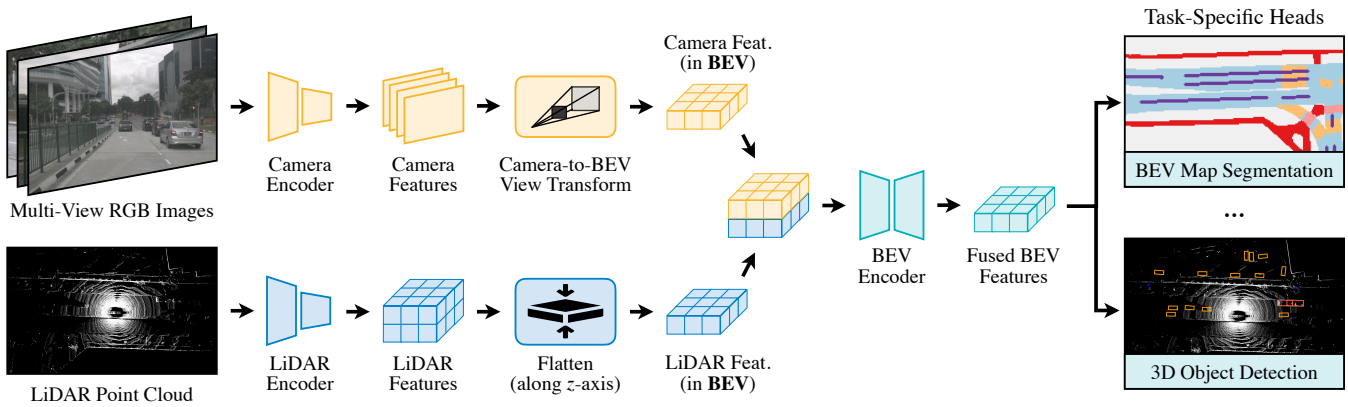 Task-Specific Heads
Camera Feat.
(in BEV)
Camera
Encoder
Camera
Features
Camera-to-BEV
View Transform
Multi-View RGB Images
BEV Map Segmentation
...
BEV
Encoder
Fused BEV
Features
LiDAR
Encoder
LiDAR
Features
Flatten
(along z-axis)
LiDAR Feat.
(in BEV)
LiDAR Point Cloud
3D Object Detection